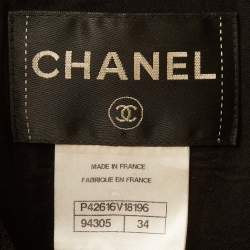 CHANEL
MADE IN FRANCE
FABRIQUE EN FRANCE
P42616V18196
94305 34